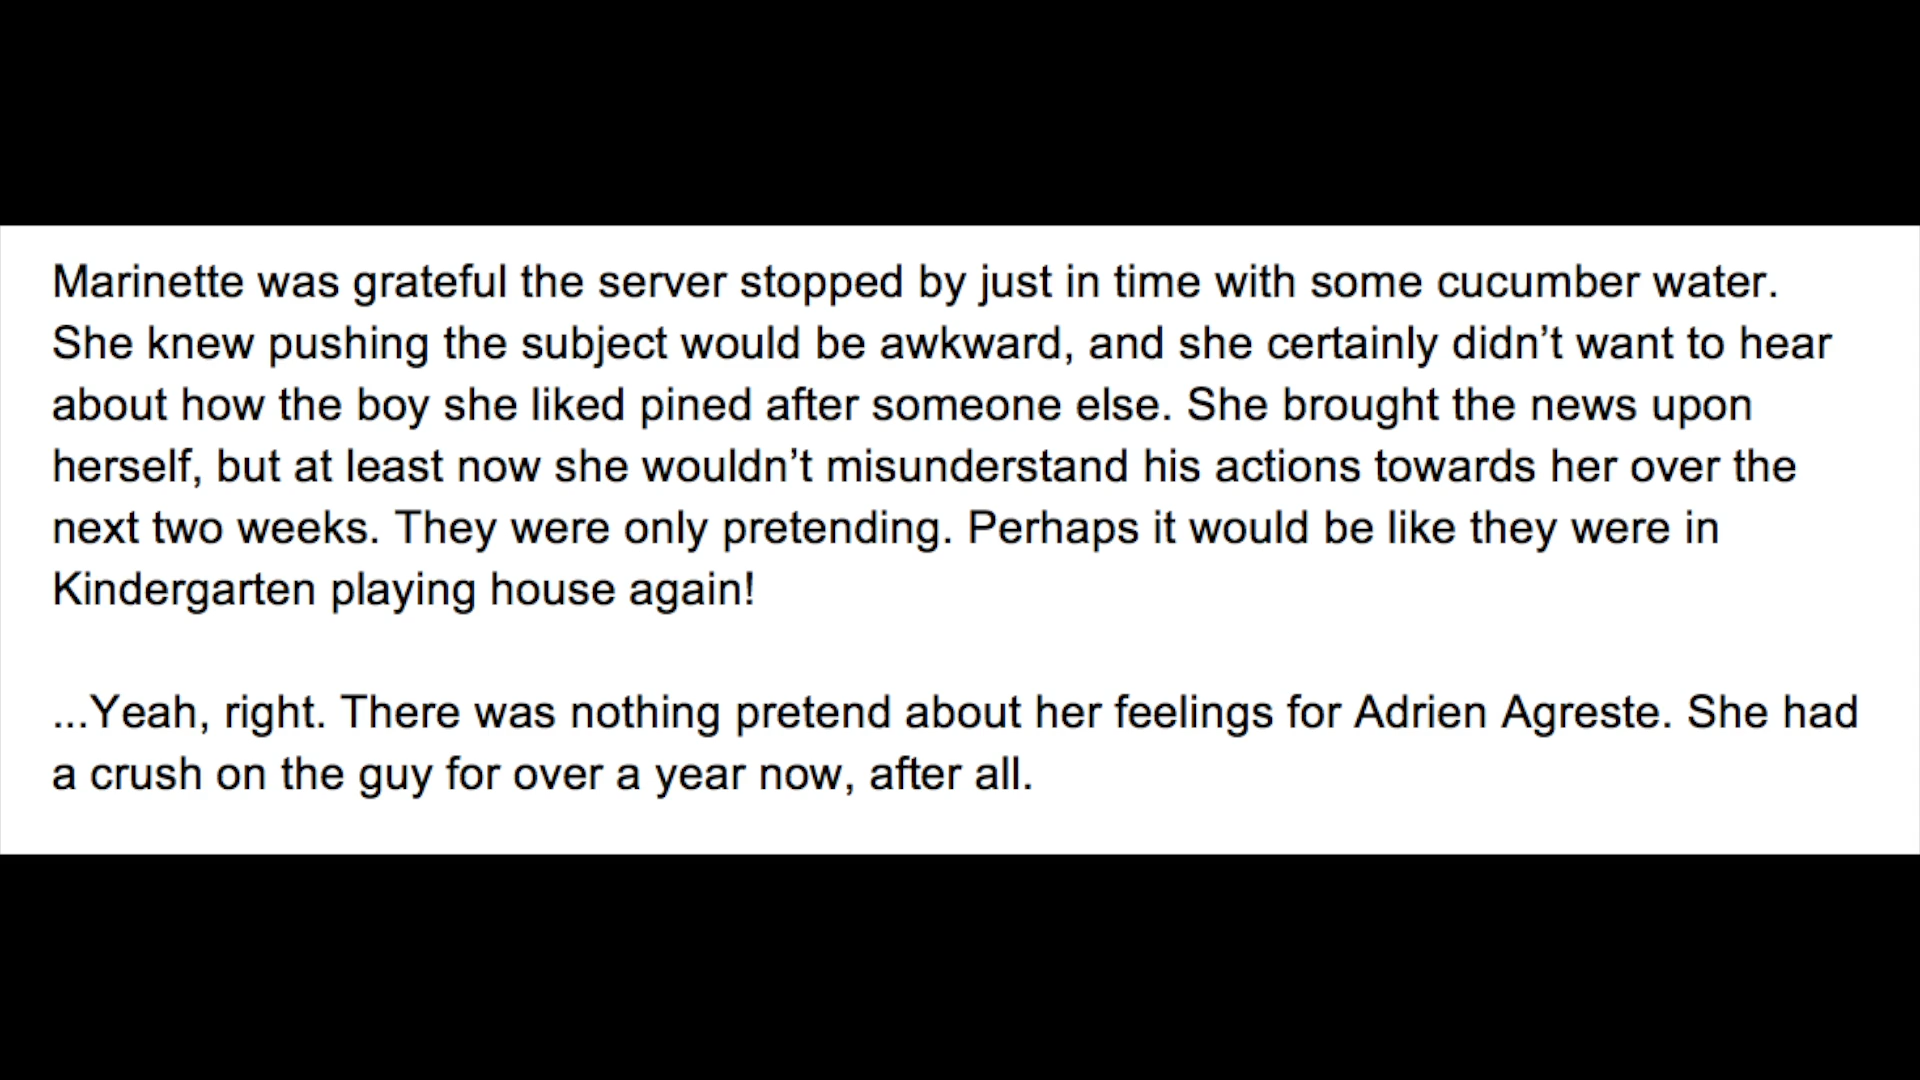 Marinette was grateful the server stopped by just in time with some cucumber water.
She knew pushing the subject would be awkward, and she certainly didn’t want to hear
about how the boy she liked pined after someone else. She brought the news upon
herself, but at least now she wouldn’t misunderstand his actions towards her over the
next two weeks. They were only pretending. Perhaps it would be like they were in
Kindergarten playing house again!
...Yeah, right. There was nothing pretend about her feelings for Adrien Agreste. She had
a crush on the guy for over a year now, after all.